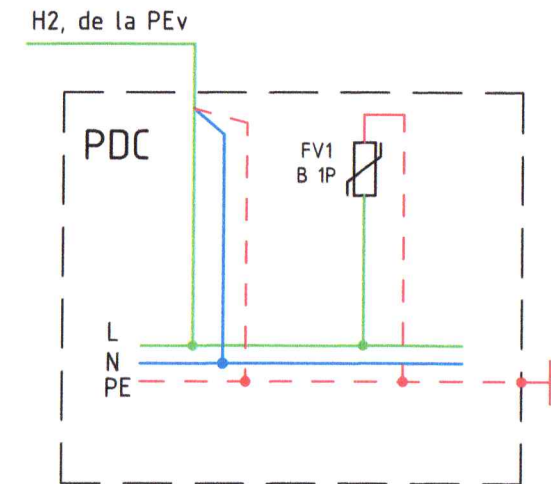 H2, de la PEv
PDC
FV1
B 1P
L
N
PE